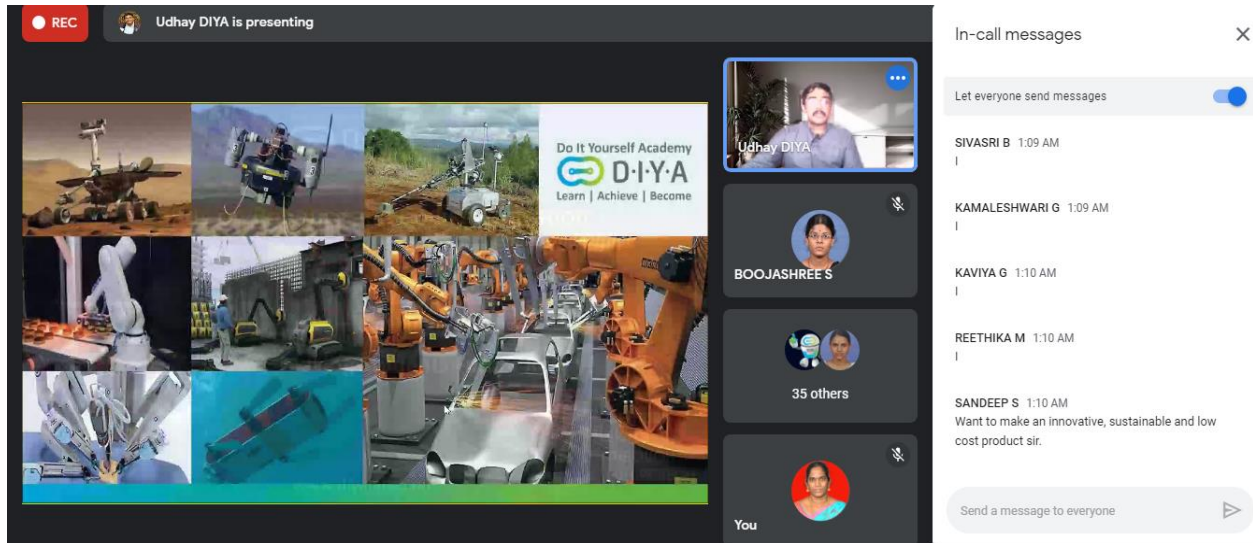 REC
Udhay DIYA is presenting
Do It Yourself Academy
D·I·Y·A
Learn | Achieve | Become
Udhay DIYA
BOOJASHREE S
35 others
You
In-call messages
Let everyone send messages
SIVASRI B 1:09 AM
I
KAMALESHWARI G 1:09 AM
I
KAVIYA G 1:10 AM
I
REETHIKA M 1:10 AM
I
SANDEEP S 1:10 AM
Want to make an innovative, sustainable and low
cost product sir.
Send a message to everyone